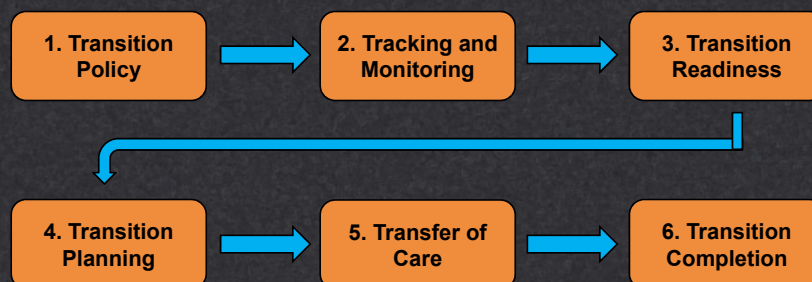 1. Transition
Policy
2. Tracking and
Monitoring
3. Transition
Readiness
4. Transition
Planning
5. Transfer of
Care
6. Transition
Completion